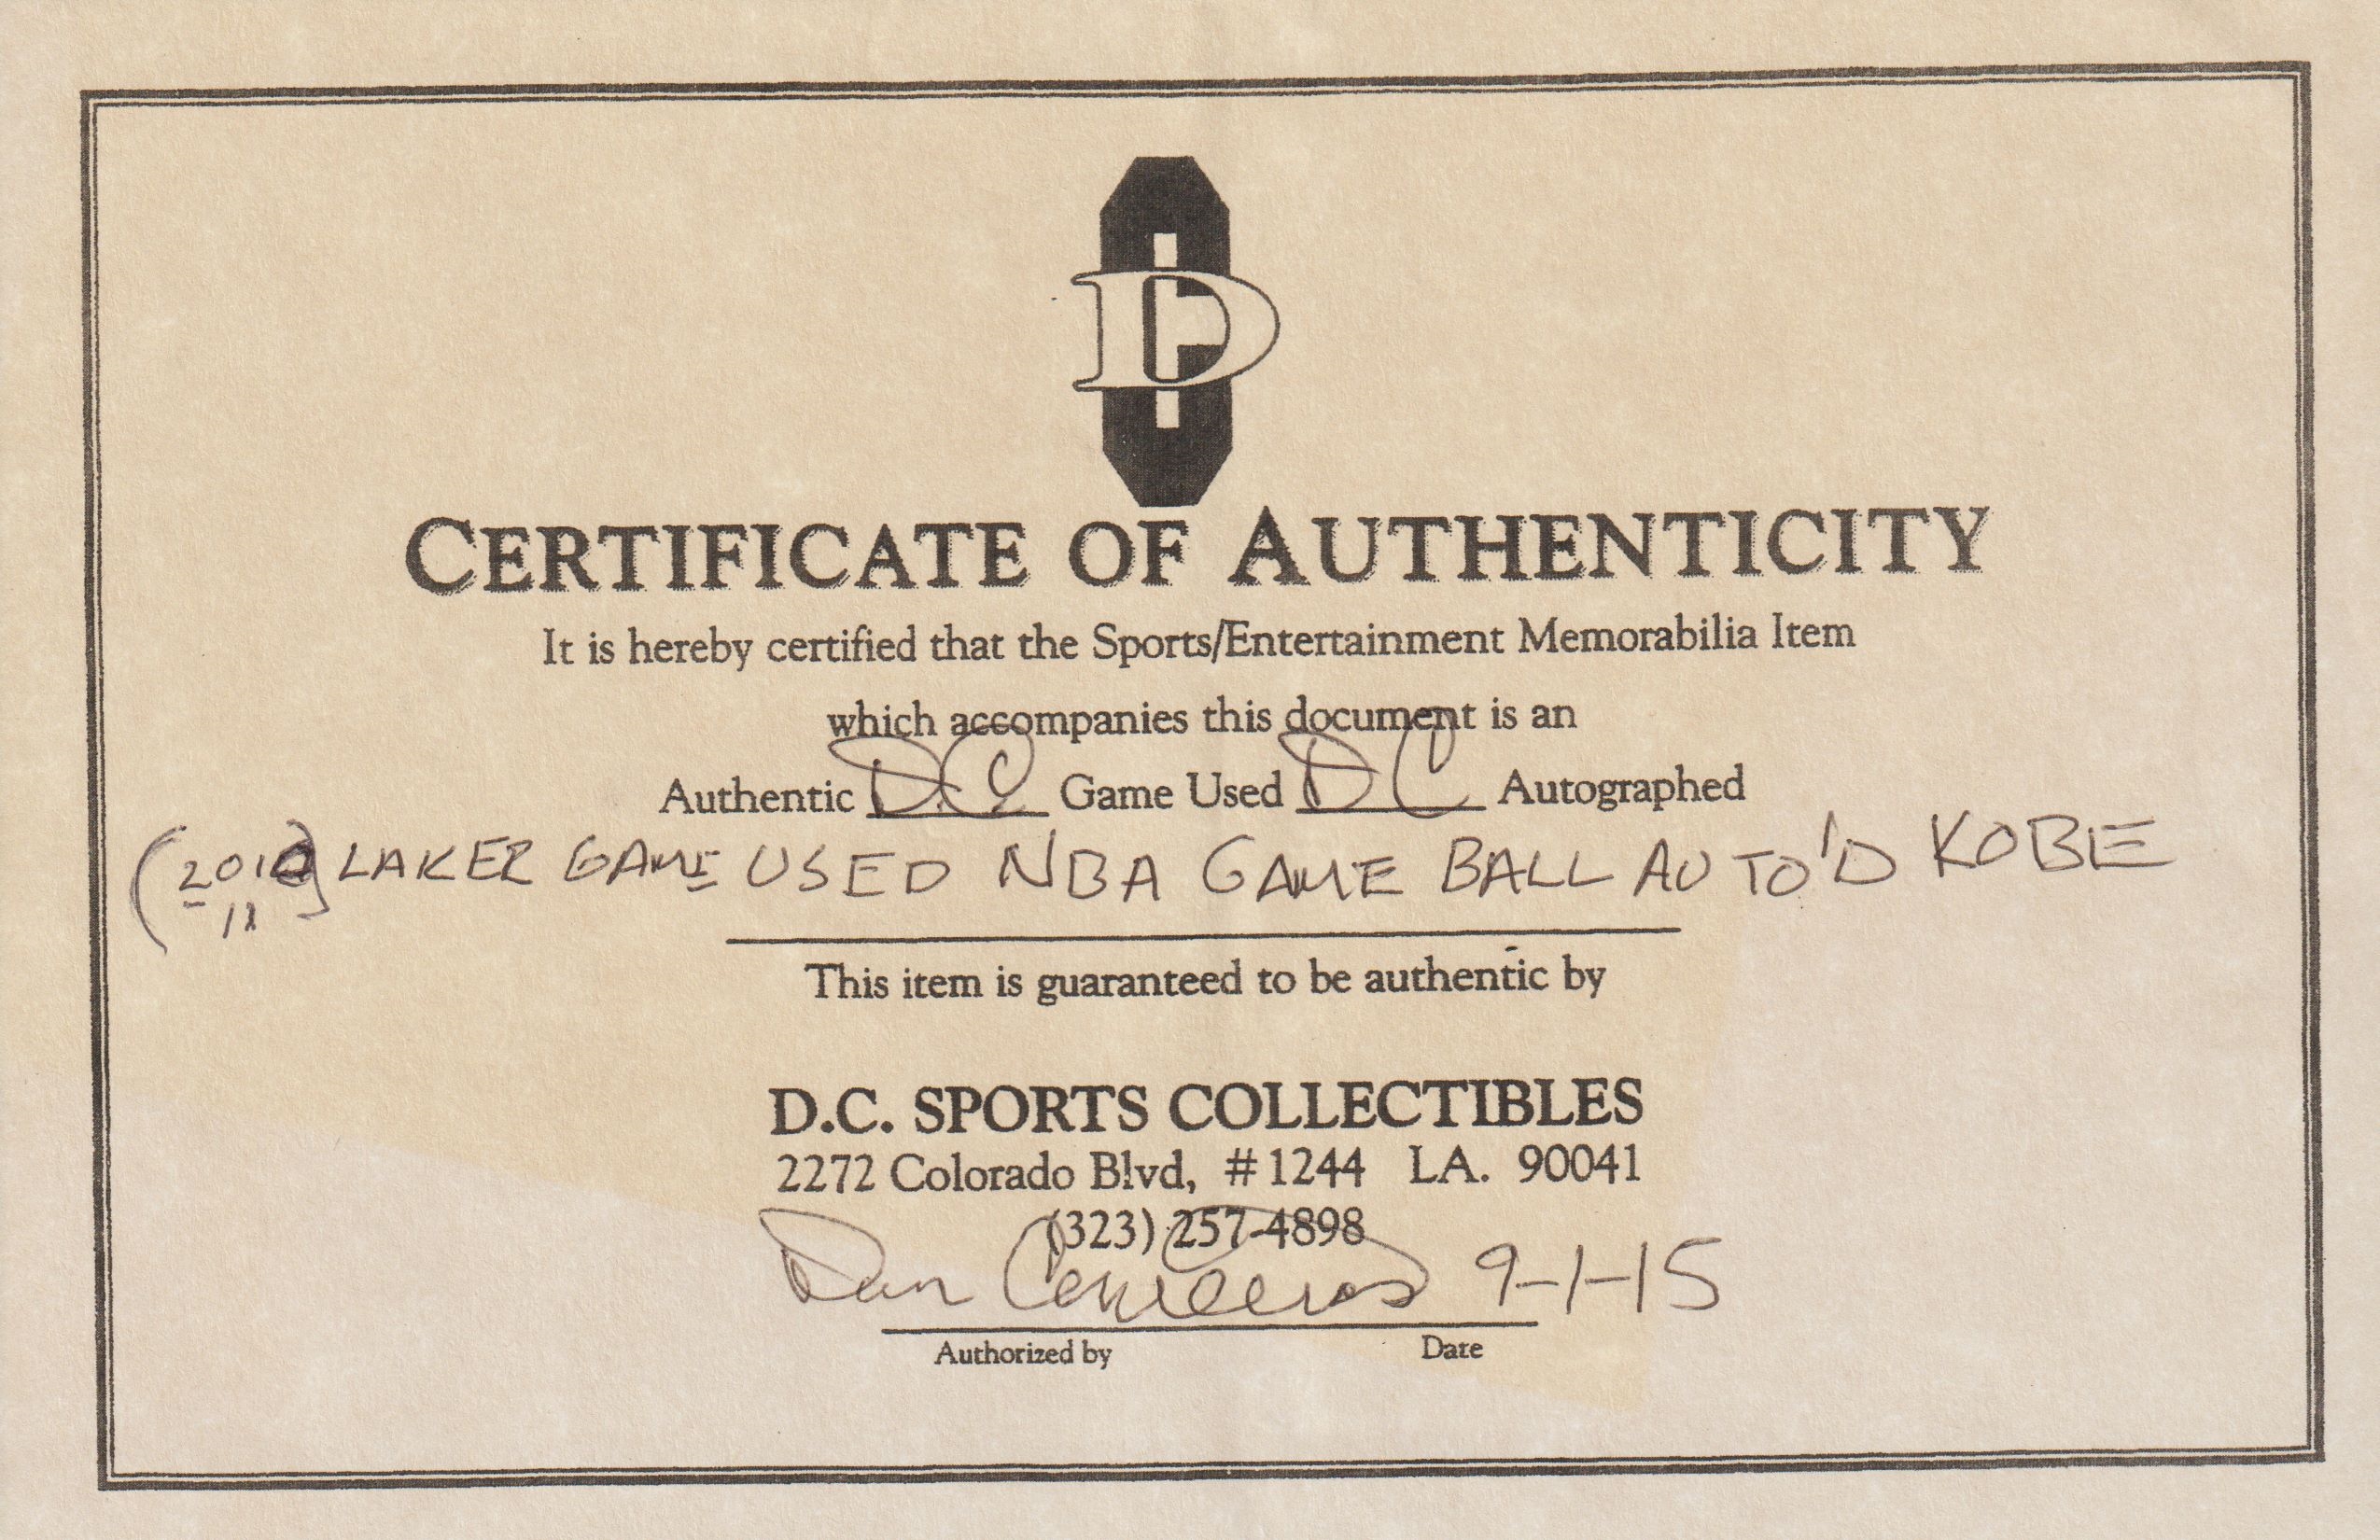 CERTIFICATE OF AUTHENTICITY
It is hereby certified that the Sports/Entertainment Memorabilia Item
which accompanies this document is an
Authentic D.C. Game Used DC Autographed
LAKER GAME USED NBA GAME BALL AUTO'D KOBE
This item is guaranteed to be authentic by
D.C. SPORTS COLLECTIBLES
2272 Colorado Blvd, #1244 LA. 90041
(323) 257-4898
9-1-15
Authorized by Date